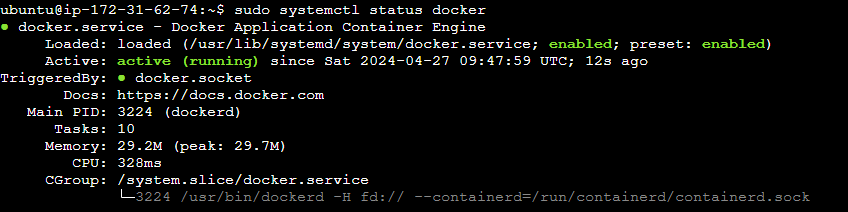 ubuntu@ip-172-31-62-74:~$ sudo systemctl status docker
● docker.service - Docker Application Container Engine
Loaded: loaded (/usr/lib/systemd/system/docker.service; enabled; preset: enabled)
Active: active (running) since Sat 2024-04-27 09:47:59 UTC; 12s ago
TriggeredBy: ● docker.socket
Docs: https://docs.docker.com
Main PID: 3224 (dockerd)
Tasks: 10
Memory: 29.2M (peak: 29.7M)
CPU: 328ms
CGroup: /system.slice/docker.service
└─3224 /usr/bin/dockerd -H fd:// --containerd=/run/containerd/containerd.sock